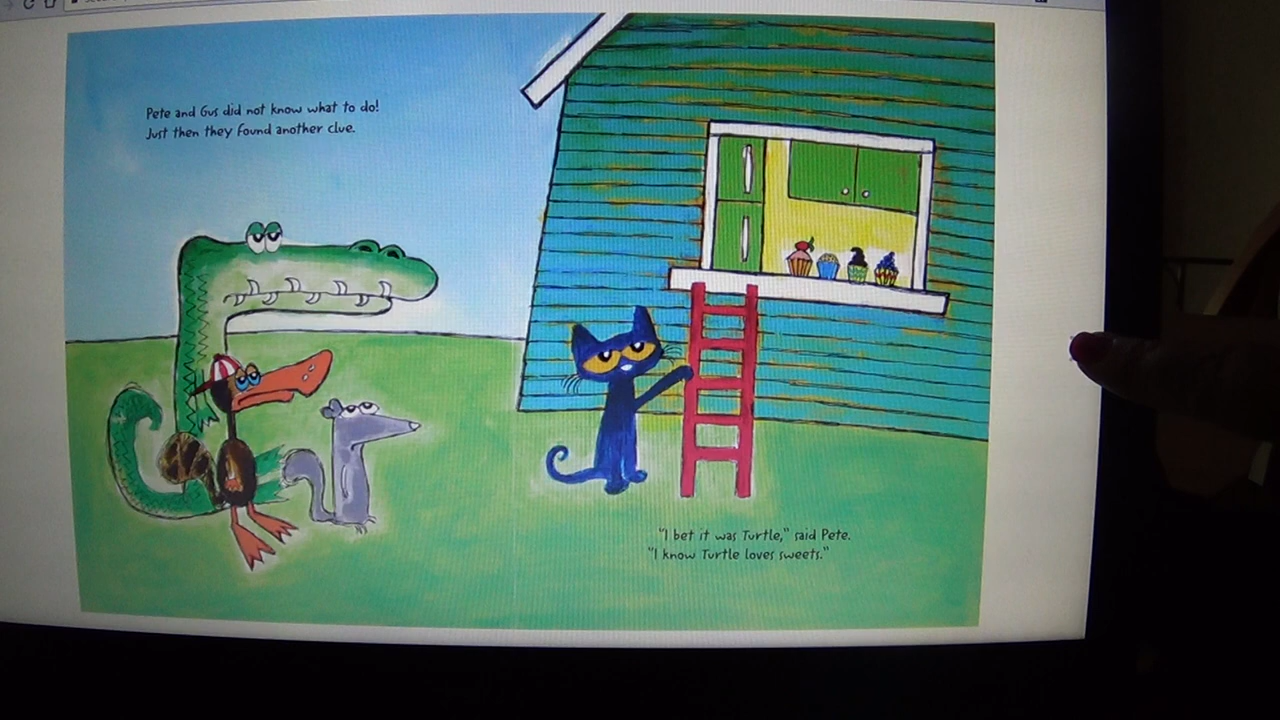 Pete and Gus did not know what to do!
Just then they found another clue.
"I bet it was Turtle," said Pete.
"I know Turtle loves sweets."